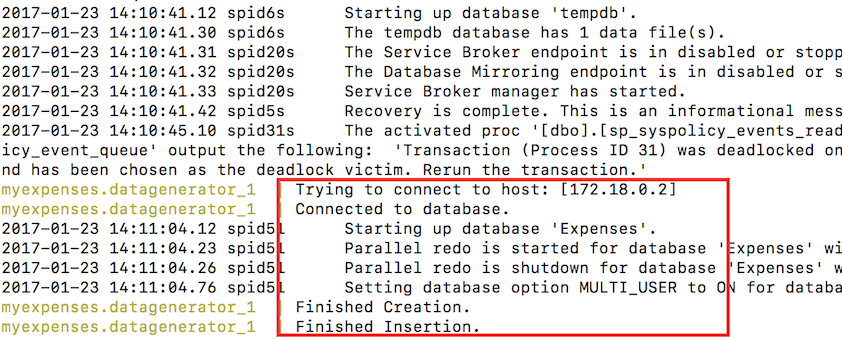 2017-01-23 14:10:41.12 spid6s Starting up database 'tempdb'.
2017-01-23 14:10:41.30 spid6s The tempdb database has 1 data file(s).
2017-01-23 14:10:41.31 spid20s The Service Broker endpoint is in disabled or stopp
2017-01-23 14:10:41.32 spid20s The Database Mirroring endpoint is in disabled or s
2017-01-23 14:10:41.33 spid20s Service Broker manager has started.
2017-01-23 14:10:41.42 spid5s Recovery is complete. This is an informational mess
2017-01-23 14:10:45.10 spid31s The activated proc '[dbo].[sp_syspolicy_events_read
icy_event_queue' output the following: 'Transaction (Process ID 31) was deadlocked on
nd has been chosen as the deadlock victim. Rerun the transaction.'
myexpenses.datagenerator_1 | Trying to connect to host: [172.18.0.2]
myexpenses.datagenerator_1 | Connected to database.
2017-01-23 14:11:04.12 spid51 Starting up database 'Expenses'.
2017-01-23 14:11:04.23 spid51 Parallel redo is started for database 'Expenses' wi
2017-01-23 14:11:04.26 spid51 Parallel redo is shutdown for database 'Expenses' w
2017-01-23 14:11:04.76 spid51 Setting database option MULTI_USER to ON for databa
myexpenses.datagenerator_1 | Finished Creation.
myexpenses.datagenerator_1 | Finished Insertion.